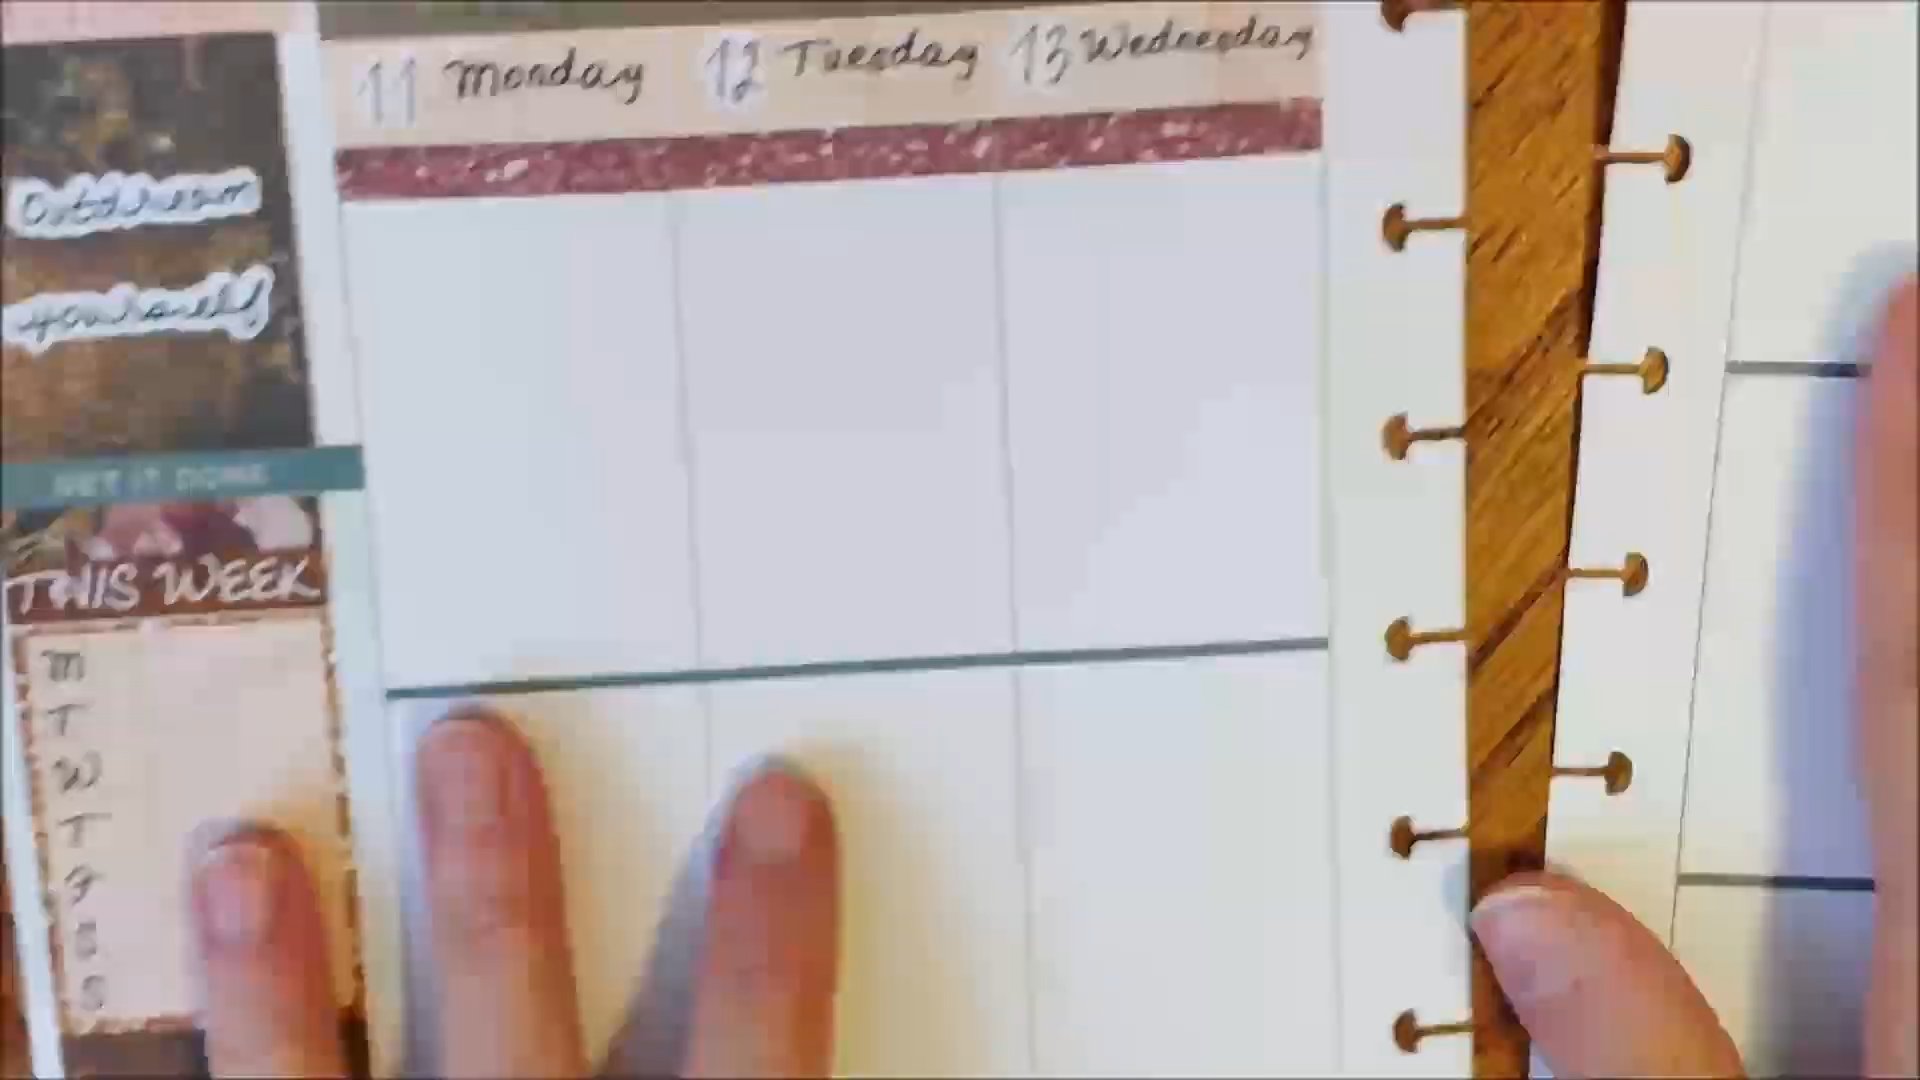 11 Monday 12 Tuesday 13 Wednesday
Outdream
yourself
GET IT DONE
THIS WEEK
M
T
W
T
F
S
S